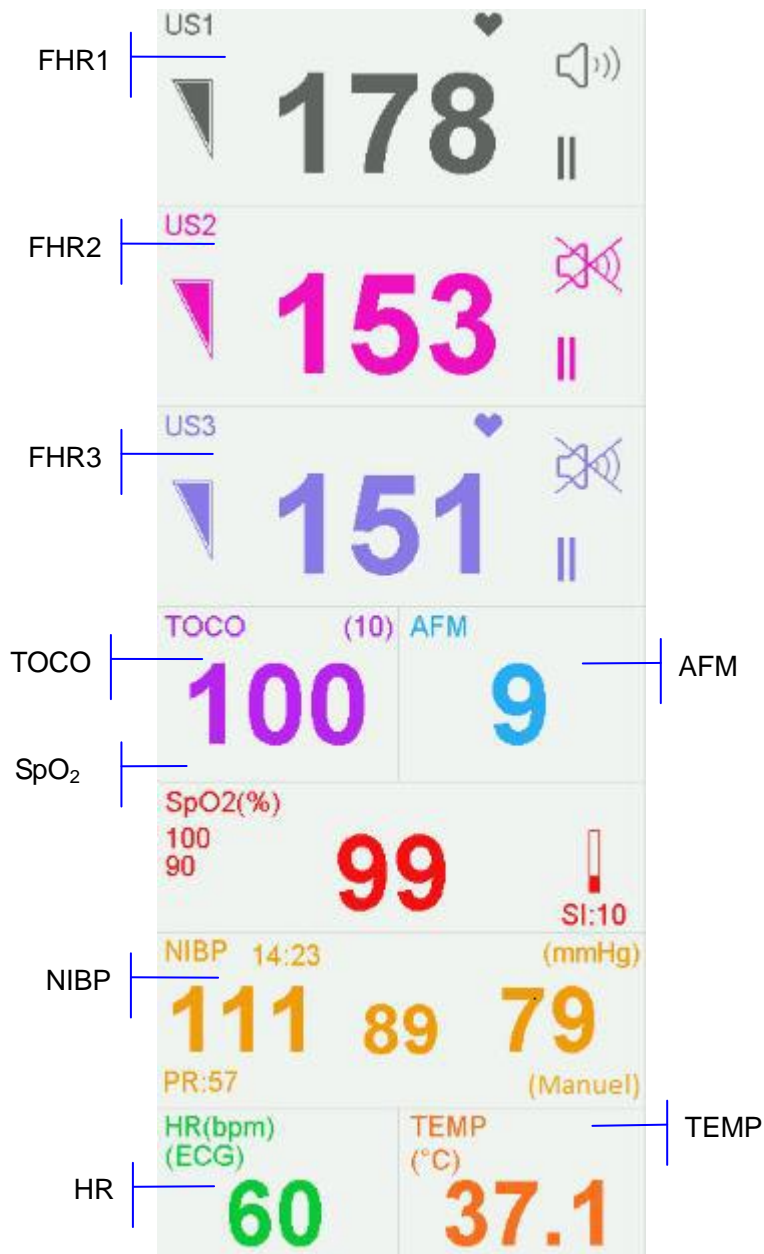 US1
FHR1
178
US2
FHR2
153
US3
FHR3
151
TOCO (10) AFM
TOCO
100 9
AFM
SpO₂
SpO2(%)
100
90
99
SI:10
NIBP 14:23 (mmHg)
NIBP
111 89 79
PR:57 (Manuel)
HR(bpm) TEMP
(ECG) (°C)
TEMP
HR
60 37.1